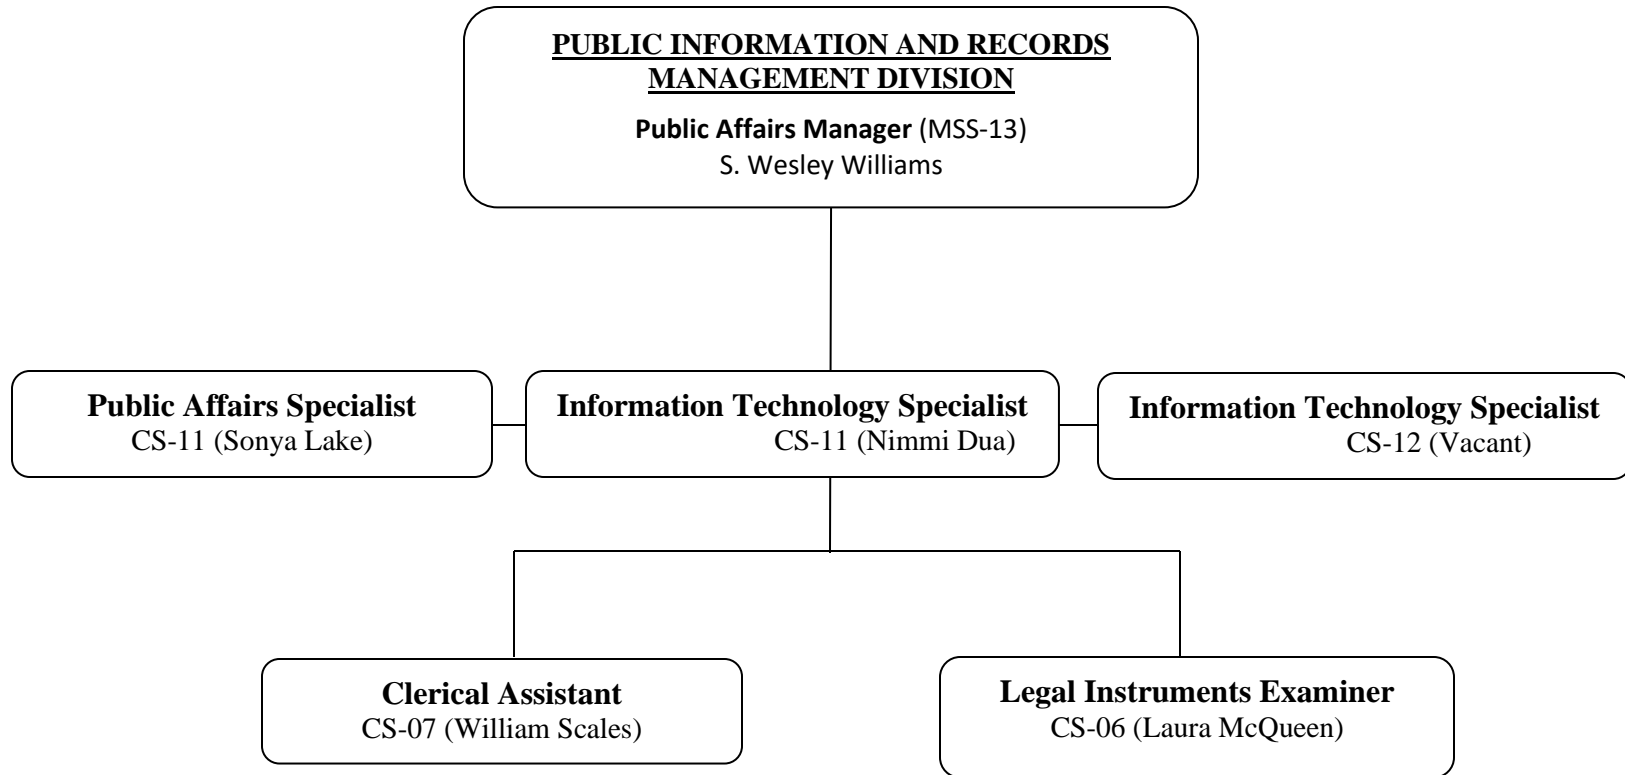 PUBLIC INFORMATION AND RECORDS
MANAGEMENT DIVISION
Public Affairs Manager (MSS-13)
S. Wesley Williams
Public Affairs Specialist
CS-11 (Sonya Lake)
Information Technology Specialist
CS-11 (Nimmi Dua)
Information Technology Specialist
CS-12 (Vacant)
Clerical Assistant
CS-07 (William Scales)
Legal Instruments Examiner
CS-06 (Laura McQueen)